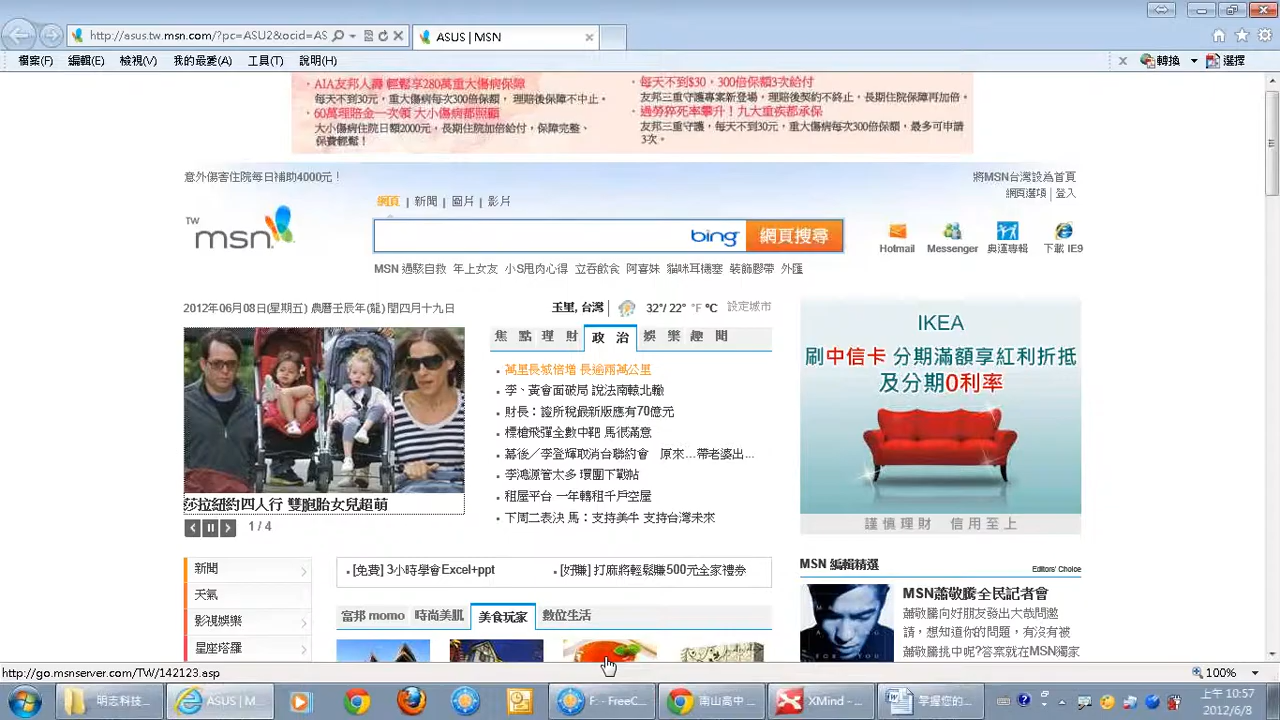 http://asus.tw.msn.com/?pc=ASU2&ocid=AS
ASUS | MSN
檔案(F) 編輯(E) 檢視(V) 我的最愛(A) 工具(T) 說明(H)
轉換 選擇
AIA友邦人壽 輕鬆享280萬重大傷病保障
每天不到30元，重大傷病每次300倍保額， 理賠後保障不中止。
60萬理賠金一次領 大小傷病都照顧
大小傷病住院日額2000元，長期住院加倍給付，保障完整、
保費輕鬆！
每天不到$30，300倍保額3次給付
友邦三重守護專案新登場，理賠後契約不終止，長期住院保障再加倍。
過勞猝死率攀升！九大重疾都承保
友邦三重守護，每天不到30元，重大傷病每次300倍保額，最多可申請
3次。
意外傷害住院每日補助4000元！
將MSN台灣設為首頁
網頁選項 | 登入
網頁 | 新聞 | 圖片 | 影片
TW
msn
bing 網頁搜尋
Hotmail Messenger 奧運專輯 下載 IE9
MSN 過駭自救 年上女友 小S甩肉心得 立吞飲食 阿喜妹 貓咪耳機塞 裝飾膠帶 外匯
2012年06月08日(星期五) 農曆壬辰年(龍) 閏四月十九日
玉里, 台灣 32°/ 22° °F °C 設定城市
焦點 理財 政治 娛樂 趣聞
萬里長城倍增 長逾兩萬公里
李、黃會面破局 說法南轅北轍
財長：證所稅最新版應有70億元
標槍飛彈全數中靶 馬很滿意
幕後／李登輝取消台聯約會 原來...帶老婆出...
李鴻源管太多 環團下戰帖
租屋平台 一年轉租千戶空屋
下周二表決 馬：支持美牛 支持台灣未來
莎拉紐約四人行 雙胞胎女兒超萌
1 / 4
IKEA
刷中信卡 分期滿額享紅利折抵
及分期0利率
謹慎理財 信用至上
新聞
天氣
影視娛樂
星座塔羅
[免費] 3小時學會Excel+ppt
[好賺] 打麻將輕鬆賺500元全家禮券
富邦 momo 時尚美肌 美食玩家 數位生活
MSN 編輯精選
Editors' Choice
MSN蕭敬騰全民記者會
蕭敬騰向好朋友發出大哉問邀
請，想知道你的問題，有沒有被
蕭敬騰挑中呢?答案就在MSN獨家
http://go.msnserver.com/TW/142123.asp
100%
明志科技... ASUS | M... F: - FreeC... 南山高中... XMind - ... 掌握您的...
上午 10:57
2012/6/8